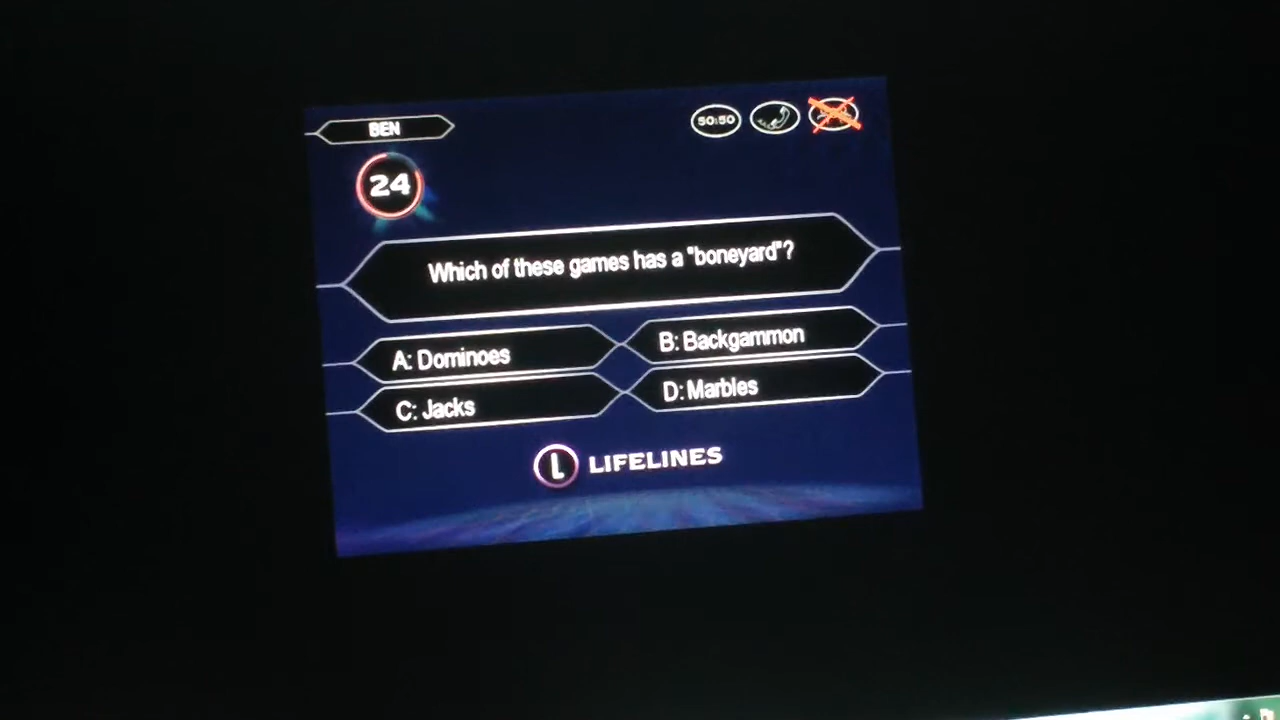 BEN
50:50
24
Which of these games has a "boneyard"?
A: Dominoes
B: Backgammon
C: Jacks
D: Marbles
L LIFELINES